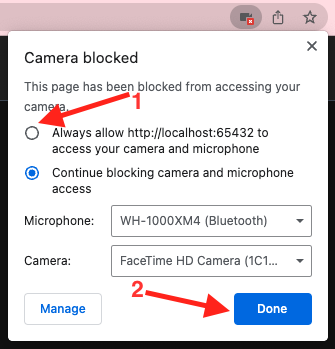 Camera blocked
This page has been blocked from accessing your
camera.
1
Always allow http://localhost:65432 to
access your camera and microphone
Continue blocking camera and microphone
access
Microphone: WH-1000XM4 (Bluetooth)
Camera: FaceTime HD Camera (1C1...
2
Manage Done